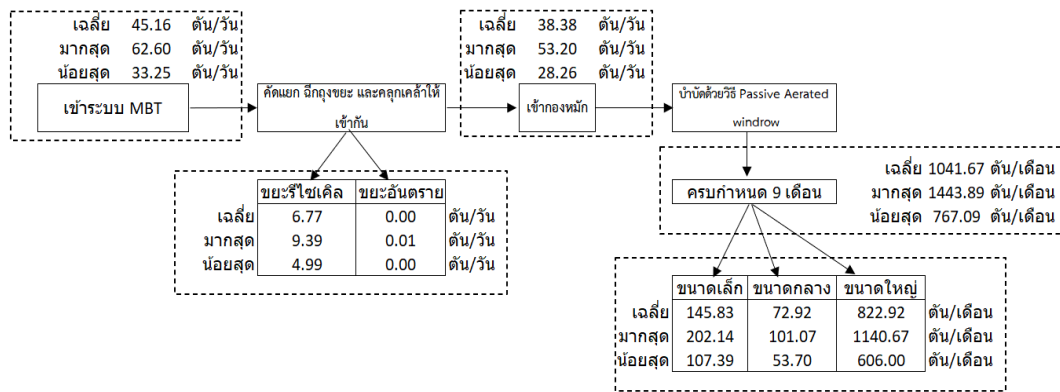 เฉลี่ย 45.16 ตัน/วัน
มากสุด 62.60 ตัน/วัน
น้อยสุด 33.25 ตัน/วัน
เข้าระบบ MBT
คัดแยก ฉีกถุงขยะ และคลุกเคล้าให้
เข้ากัน
เฉลี่ย 38.38 ตัน/วัน
มากสุด 53.20 ตัน/วัน
น้อยสุด 28.26 ตัน/วัน
เข้ากองหมัก
บำบัดด้วยวิธี Passive Aerated
windrow
ขยะรีไซเคิล ขยะอันตราย
เฉลี่ย 6.77 0.00 ตัน/วัน
มากสุด 9.39 0.01 ตัน/วัน
น้อยสุด 4.99 0.00 ตัน/วัน
ครบกำหนด 9 เดือน
เฉลี่ย 1041.67 ตัน/เดือน
มากสุด 1443.89 ตัน/เดือน
น้อยสุด 767.09 ตัน/เดือน
ขนาดเล็ก ขนาดกลาง ขนาดใหญ่
เฉลี่ย 145.83 72.92 822.92 ตัน/เดือน
มากสุด 202.14 101.07 1140.67 ตัน/เดือน
น้อยสุด 107.39 53.70 606.00 ตัน/เดือน